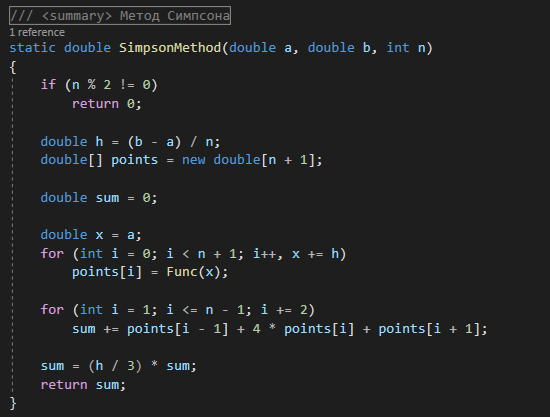 /// <summary> Метод Симпсона
1 reference
static double SimpsonMethod(double a, double b, int n)
{
    if (n % 2 != 0)
        return 0;

    double h = (b - a) / n;
    double[] points = new double[n + 1];

    double sum = 0;

    double x = a;
    for (int i = 0; i < n + 1; i++, x += h)
        points[i] = Func(x);

    for (int i = 1; i <= n - 1; i += 2)
        sum += points[i - 1] + 4 * points[i] + points[i + 1];

    sum = (h / 3) * sum;
    return sum;
}